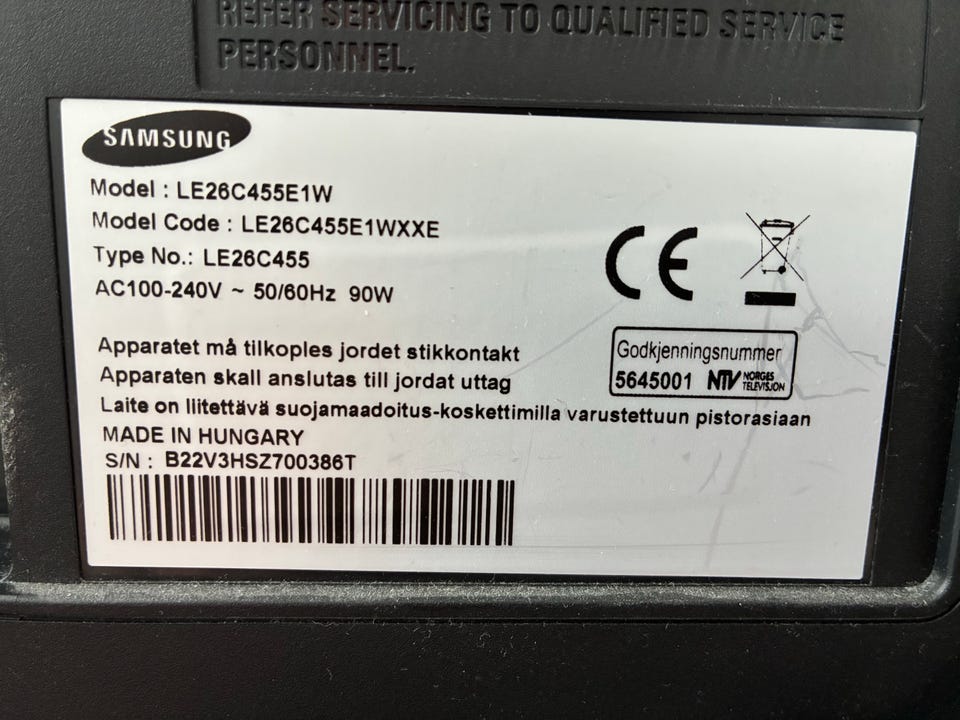 REFER SERVICING TO QUALIFIED SERVICE
PERSONNEL.
SAMSUNG
Model : LE26C455E1W
Model Code : LE26C455E1WXXE
Type No.: LE26C455
AC100-240V ~ 50/60Hz 90W
CE
Apparatet må tilkoples jordet stikkontakt
Apparaten skall anslutas till jordat uttag
Laite on liitettävä suojamaadoitus-koskettimilla varustettuun pistorasiaan
Godkjenningsnummer
5645001 NTV NORGES
TELEVISJON
MADE IN HUNGARY
S/N : B22V3HSZ700386T